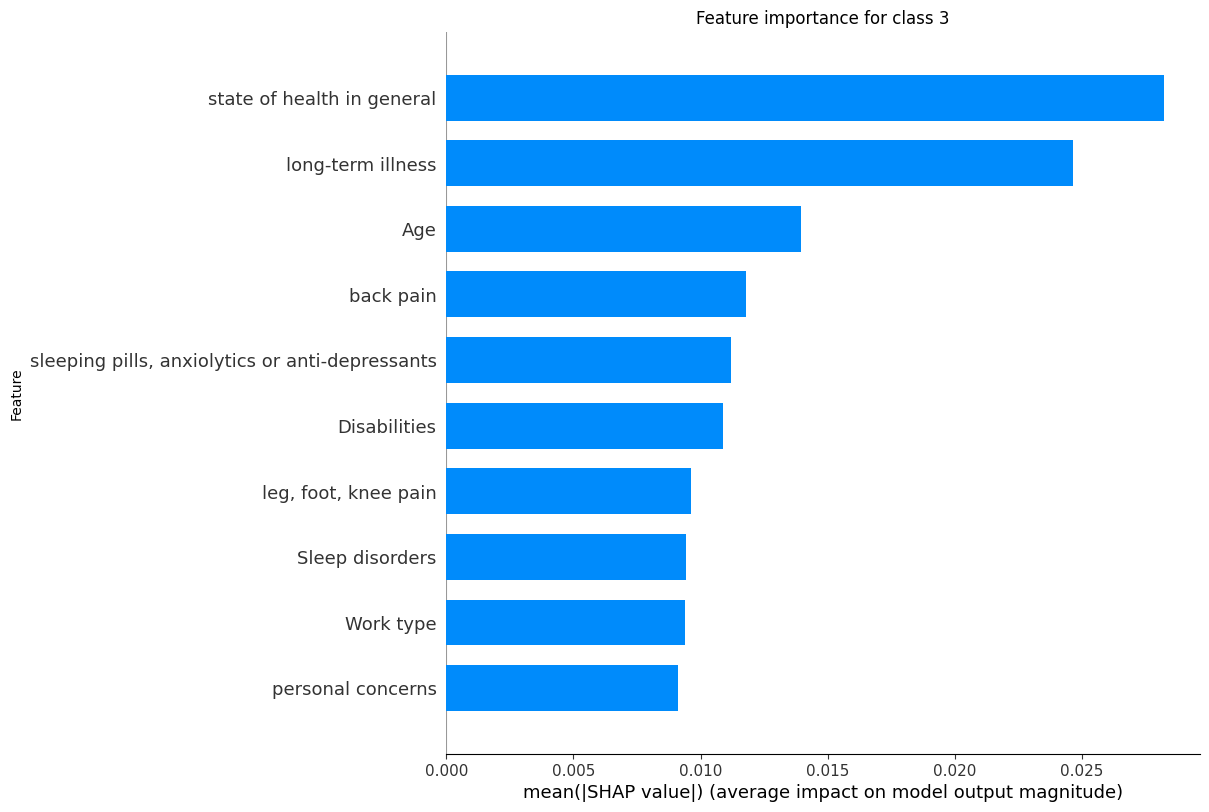 Feature importance for class 3
Feature
state of health in general
long-term illness
Age
back pain
sleeping pills, anxiolytics or anti-depressants
Disabilities
leg, foot, knee pain
Sleep disorders
Work type
personal concerns
0.000 0.005 0.010 0.015 0.020 0.025
mean(|SHAP value|) (average impact on model output magnitude)